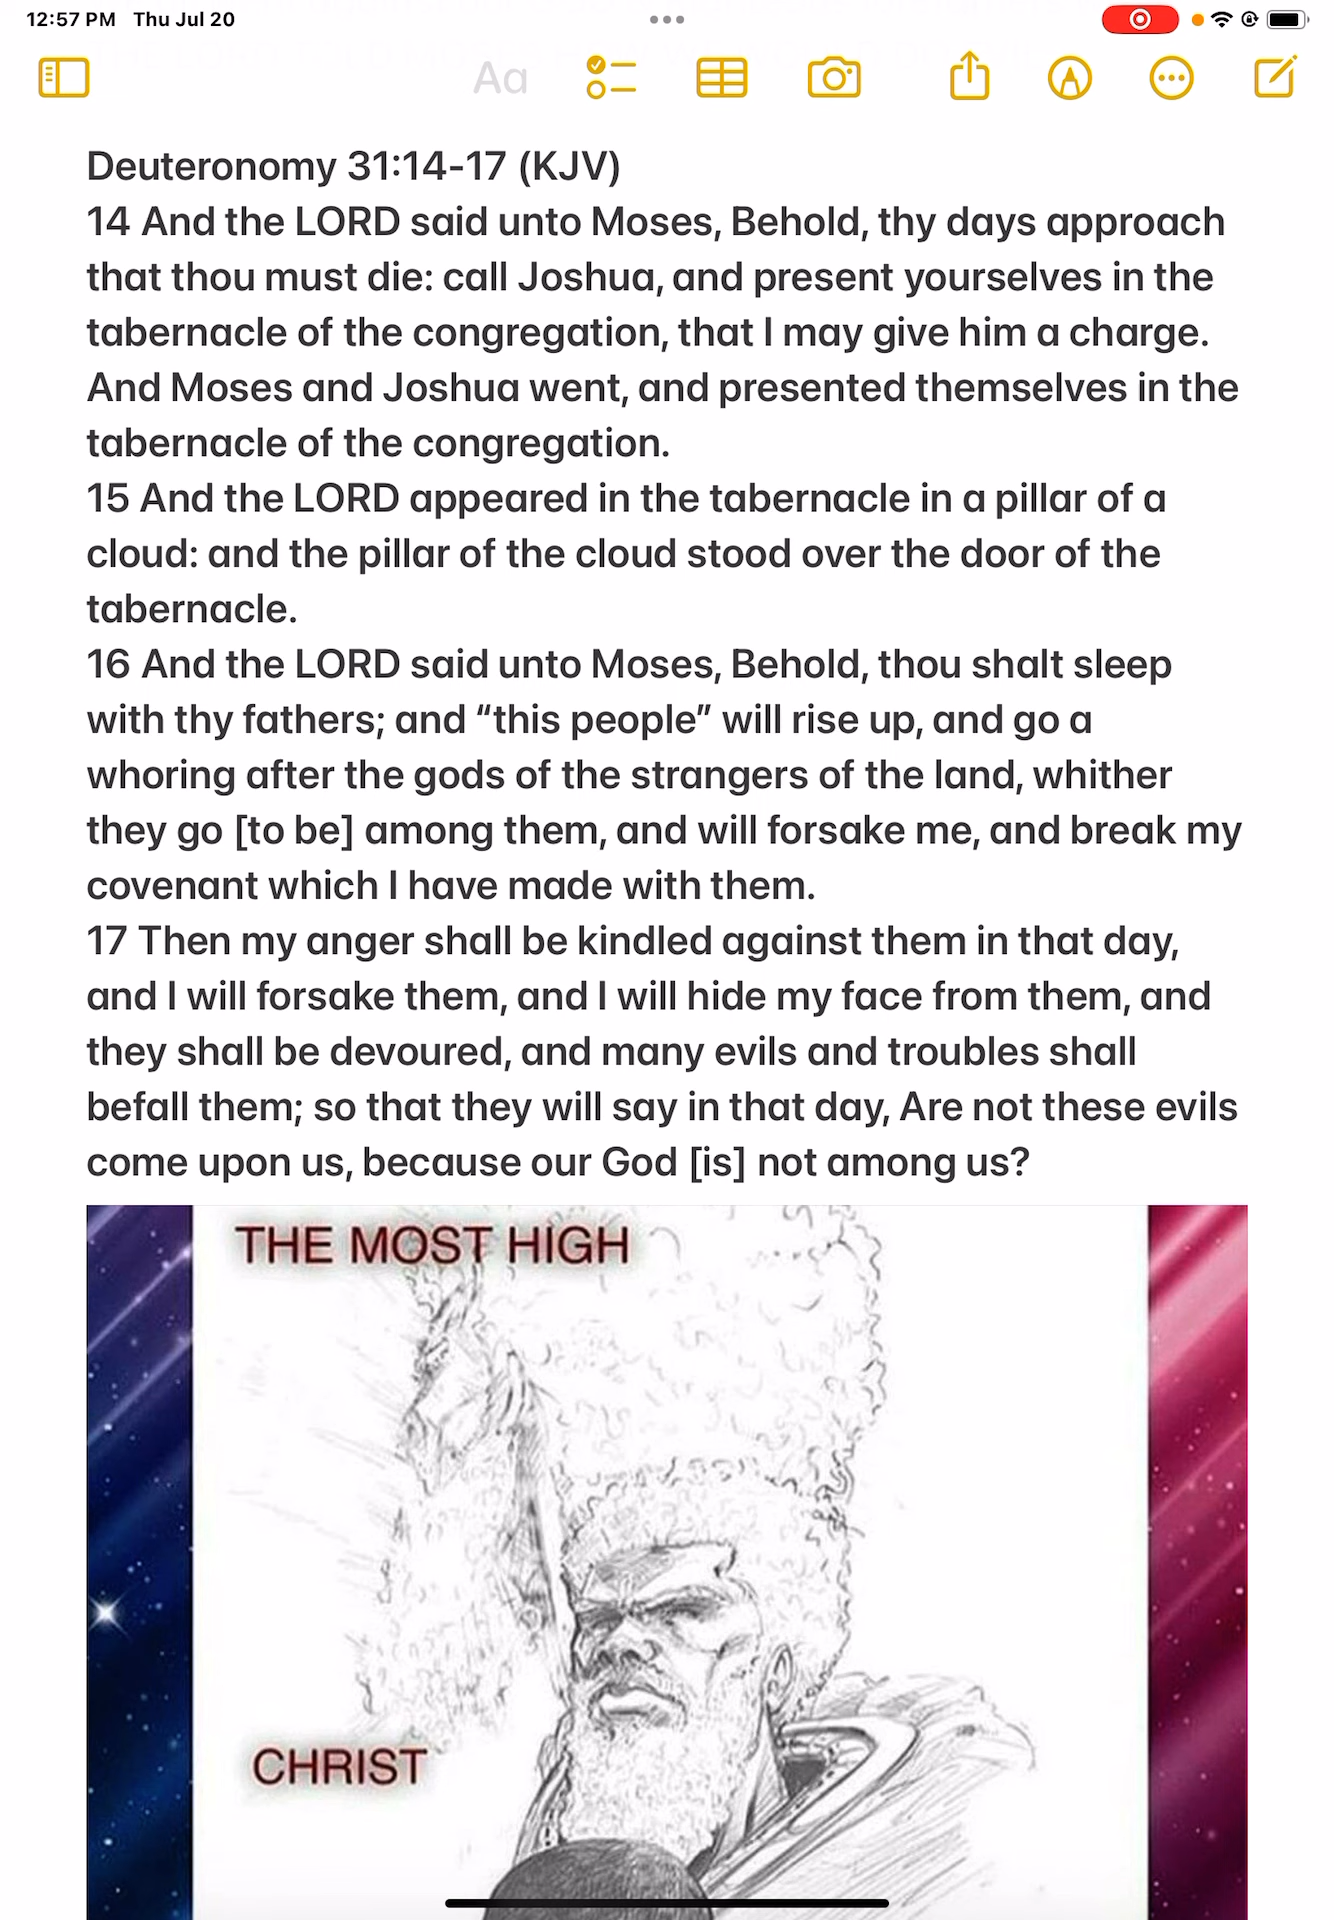 12:57 PM Thu Jul 20
Aa
Deuteronomy 31:14-17 (KJV)
14 And the LORD said unto Moses, Behold, thy days approach
that thou must die: call Joshua, and present yourselves in the
tabernacle of the congregation, that I may give him a charge.
And Moses and Joshua went, and presented themselves in the
tabernacle of the congregation.
15 And the LORD appeared in the tabernacle in a pillar of a
cloud: and the pillar of the cloud stood over the door of the
tabernacle.
16 And the LORD said unto Moses, Behold, thou shalt sleep
with thy fathers; and “this people” will rise up, and go a
whoring after the gods of the strangers of the land, whither
they go [to be] among them, and will forsake me, and break my
covenant which I have made with them.
17 Then my anger shall be kindled against them in that day,
and I will forsake them, and I will hide my face from them, and
they shall be devoured, and many evils and troubles shall
befall them; so that they will say in that day, Are not these evils
come upon us, because our God [is] not among us?
THE MOST HIGH
CHRIST